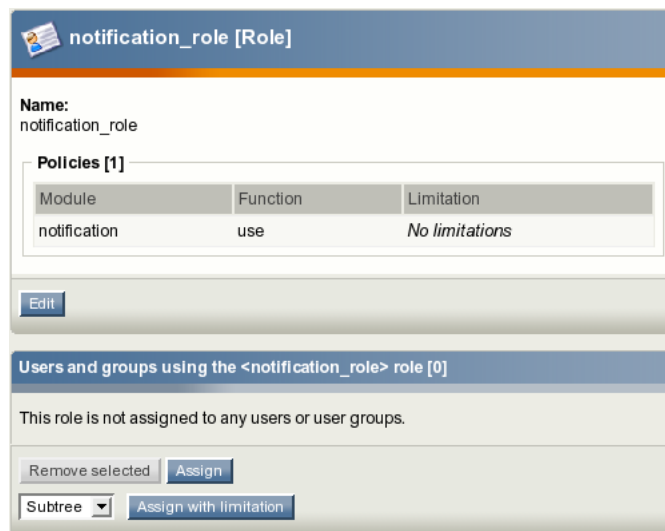 notification_role [Role]
Name:
notification_role
Policies [1]
Module Function Limitation
notification use No limitations
Edit
Users and groups using the <notification_role> role [0]
This role is not assigned to any users or user groups.
Remove selected Assign
Subtree Assign with limitation